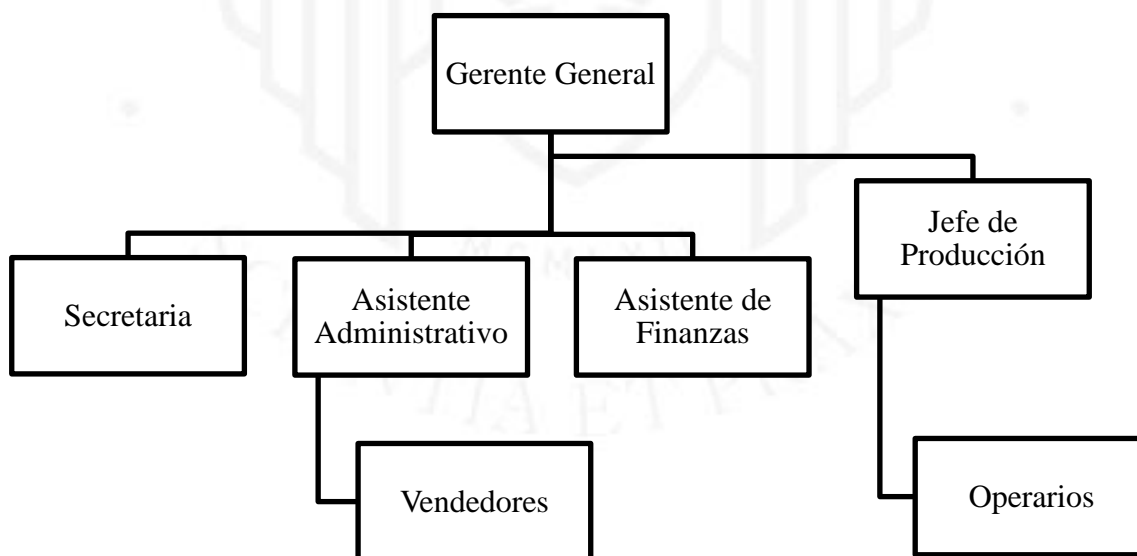 Gerente General
Jefe de
Producción
Secretaria
Asistente
Administrativo
Asistente de
Finanzas
Vendedores
Operarios